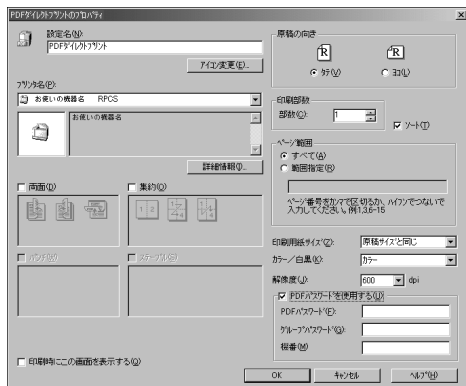 PDFﾀﾞｲﾚｸﾄﾌﾟﾘﾝﾄのﾌﾟﾛﾊﾟﾃｨ
設定名(N):
PDFﾀﾞｲﾚｸﾄﾌﾟﾘﾝﾄ
ｱｲｺﾝ変更(E)...
ﾌﾟﾘﾝﾀ名(P):
お使いの機器名 RPCS
お使いの機器名
詳細情報(I)...
両面(D)
集約(O)
ﾊﾟﾝﾁ(W)
ｽﾃｰﾌﾟﾙ(G)
印刷時にこの画面を表示する(Q)
原稿の向き
R
R
ﾀﾃ(V)
ﾖｺ(L)
印刷部数
部数(C):
1
ｿｰﾄ(T)
ﾍﾟｰｼﾞ範囲
すべて(A)
範囲指定(R)
ﾍﾟｰｼﾞ番号をｶﾝﾏで区切るか、ﾊｲﾌﾝでつないで
入力してください。例1,3,6-15
印刷用紙ｻｲｽﾞ(Z):
原稿ｻｲｽﾞと同じ
ｶﾗｰ/白黒(K):
ｶﾗｰ
解像度(J):
600
dpi
PDFﾊﾟｽﾜｰﾄﾞを使用する(U)
PDFﾊﾟｽﾜｰﾄﾞ(F):
ｸﾞﾙｰﾌﾟﾊﾟｽﾜｰﾄﾞ(G):
機番(M)
OK
ｷｬﾝｾﾙ
ﾍﾙﾌﾟ(H)